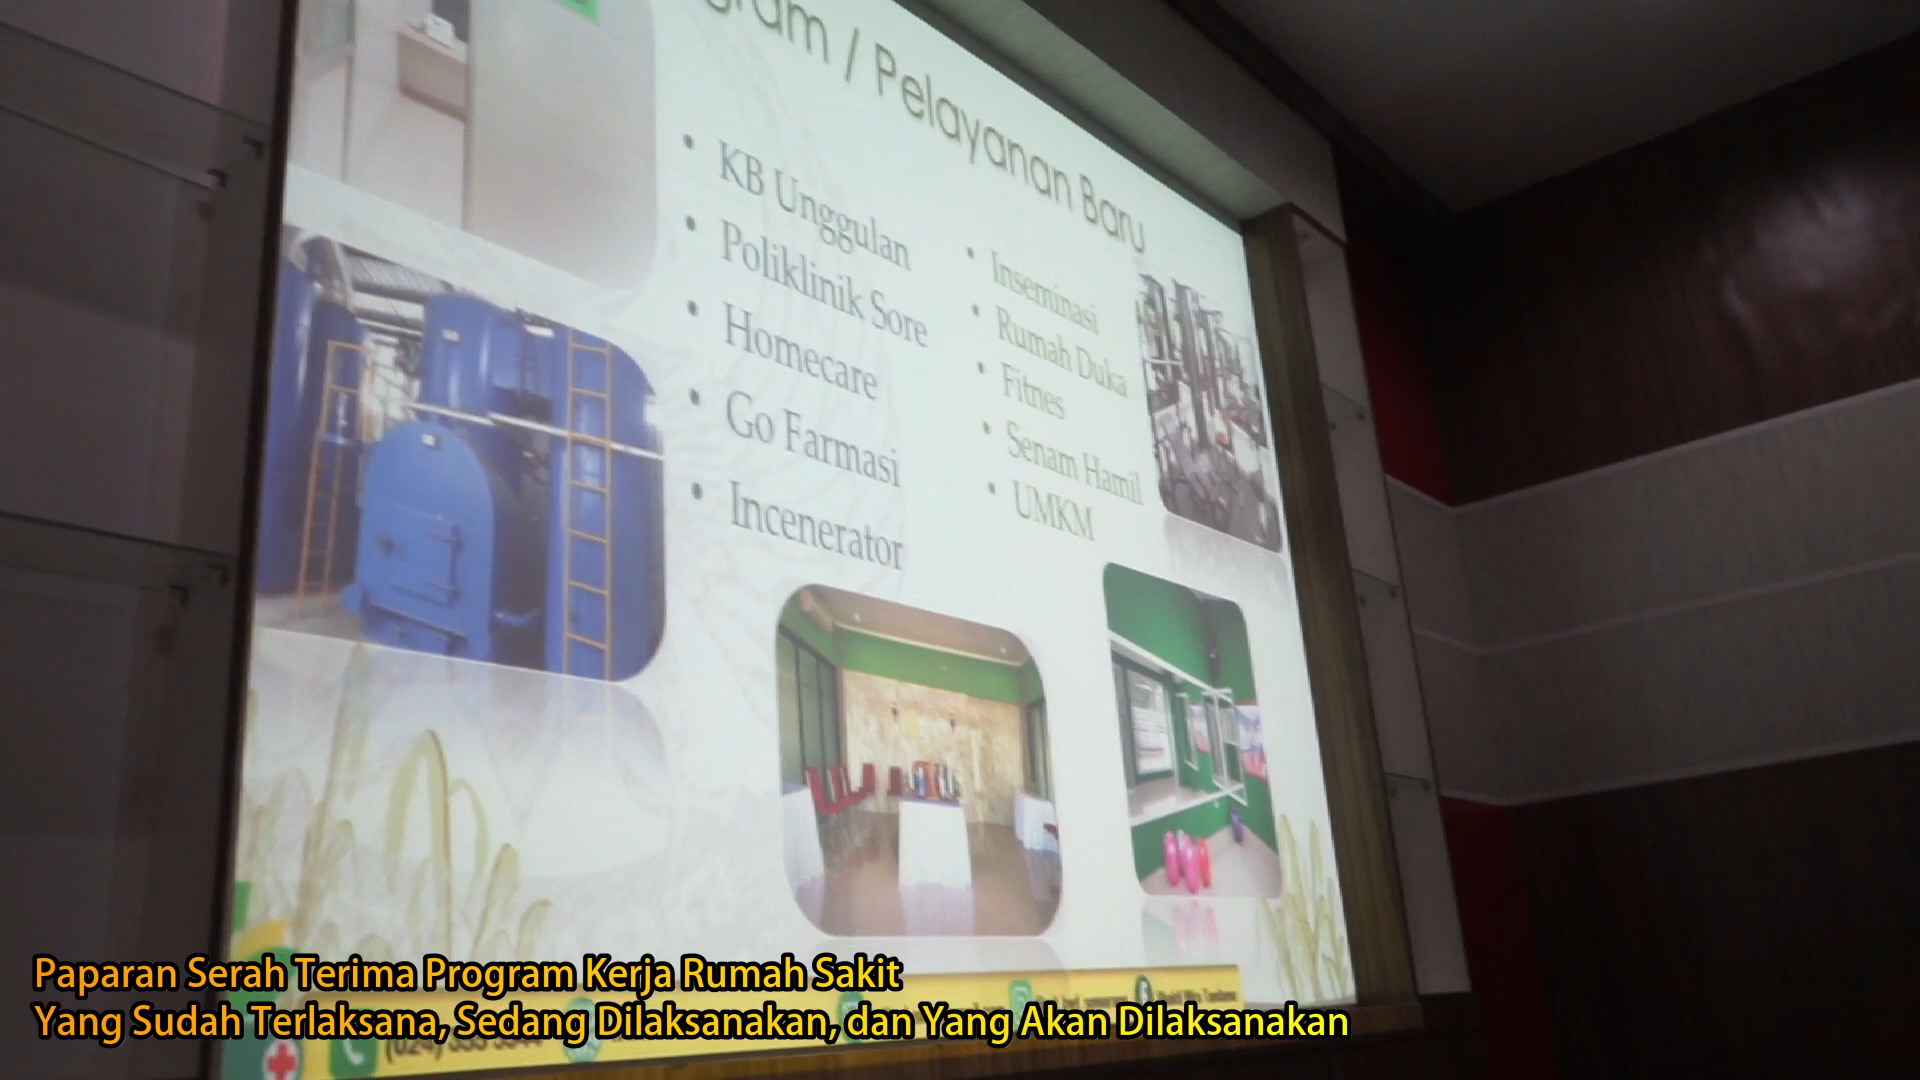 / Pelayanan Baru
• KB Unggulan
• Poliklinik Sore
• Homecare
• Go Farmasi
• Incenerator
• Inseminasi
• Rumah Duka
• Fitnes
• Senam Hamil
• UMKM
Paparan Serah Terima Program Kerja Rumah Sakit
Yang Sudah Terlaksana, Sedang Dilaksanakan, dan Yang Akan Dilaksanakan